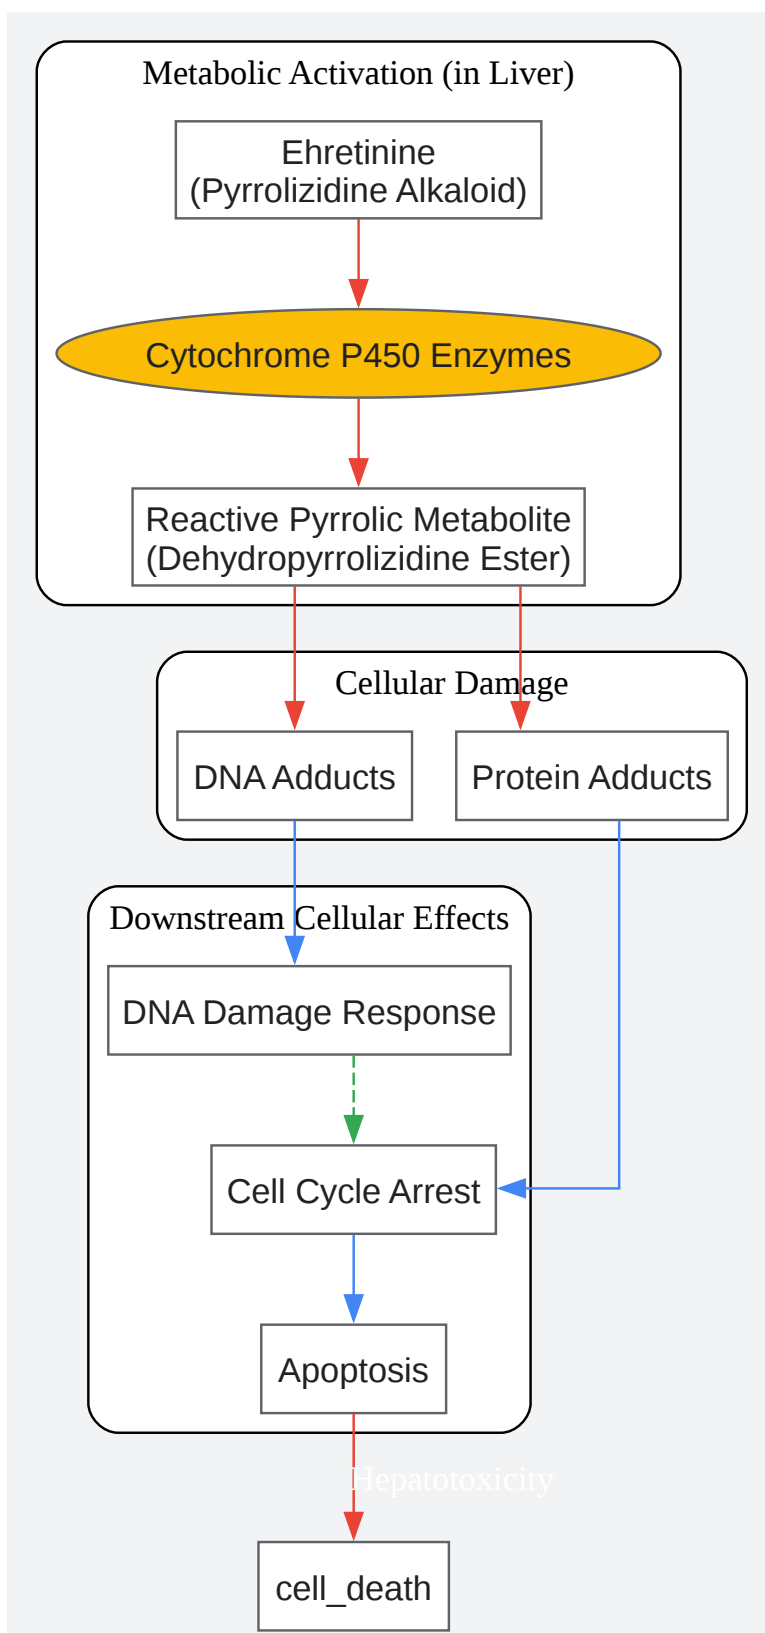 Metabolic Activation (in Liver)
Ehretinine
(Pyrrolizidine Alkaloid)
Cytochrome P450 Enzymes
Reactive Pyrrolic Metabolite
(Dehydropyrrolizidine Ester)
Cellular Damage
DNA Adducts
Protein Adducts
Downstream Cellular Effects
DNA Damage Response
Cell Cycle Arrest
Apoptosis
Hepatotoxicity
cell_death